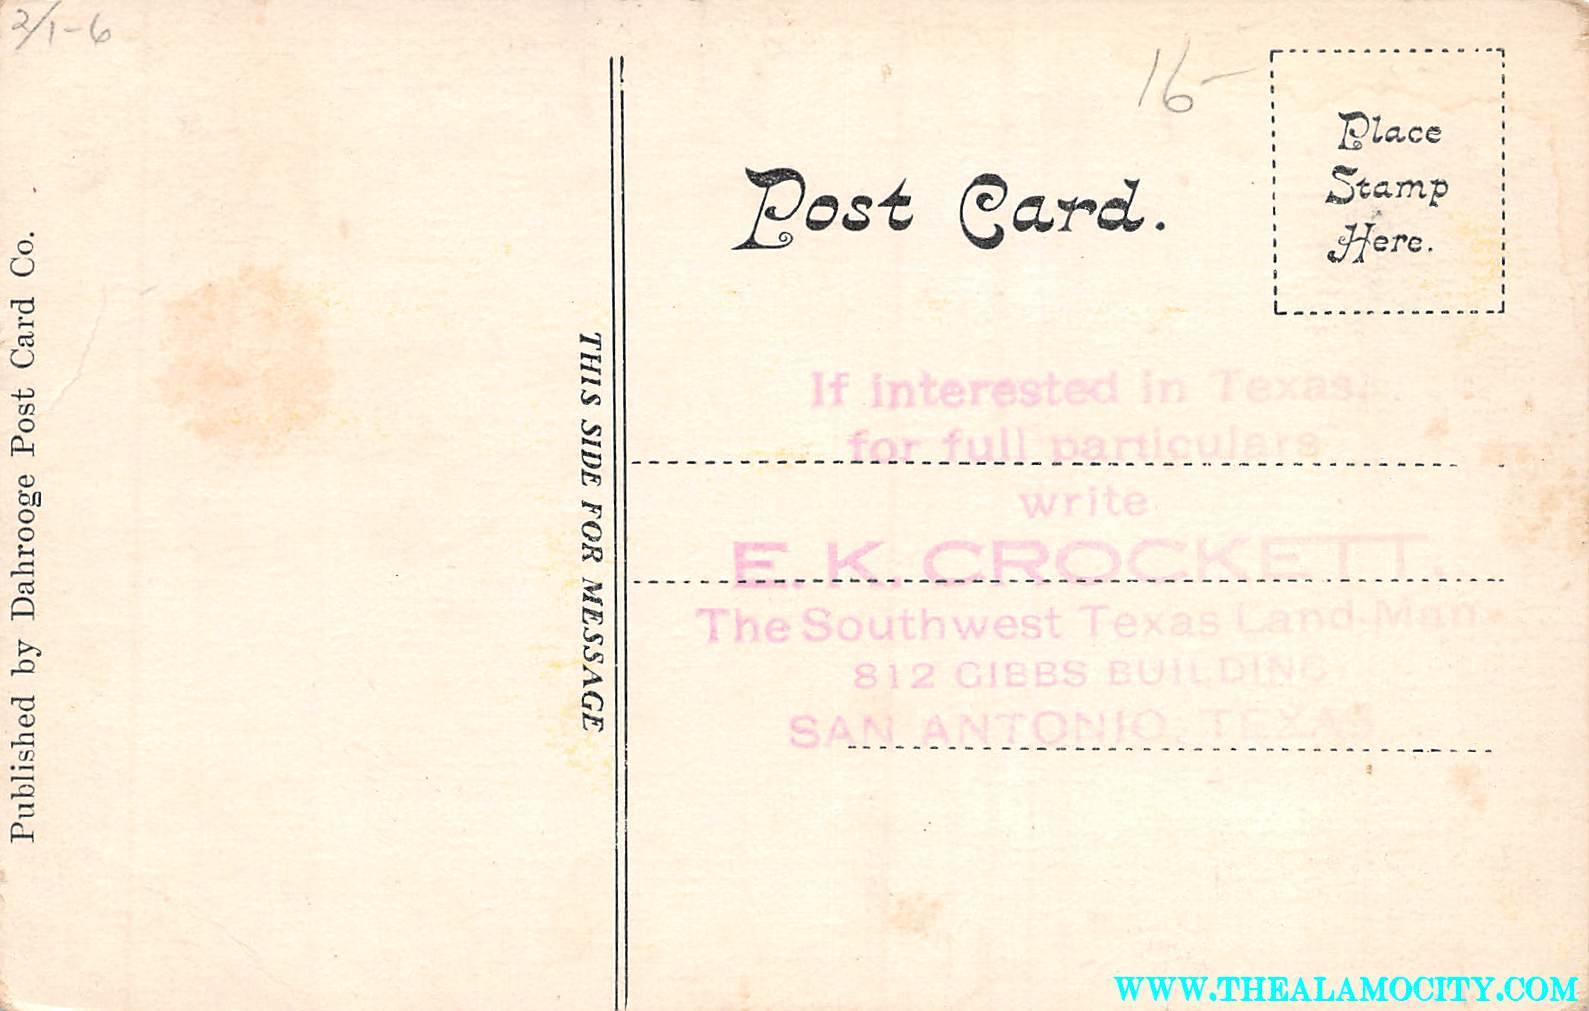 2/1-6
16-
Place
Stamp
Here.
Post Card.
Published by Dahrooge Post Card Co.
THIS SIDE FOR MESSAGE
If interested in Texas,
for full particulars
write
E. K. CROCKETT.
The Southwest Texas Land Man
812 GIBBS BUILDING
SAN ANTONIO, TEXAS
WWW.THEALAMOCITY.COM